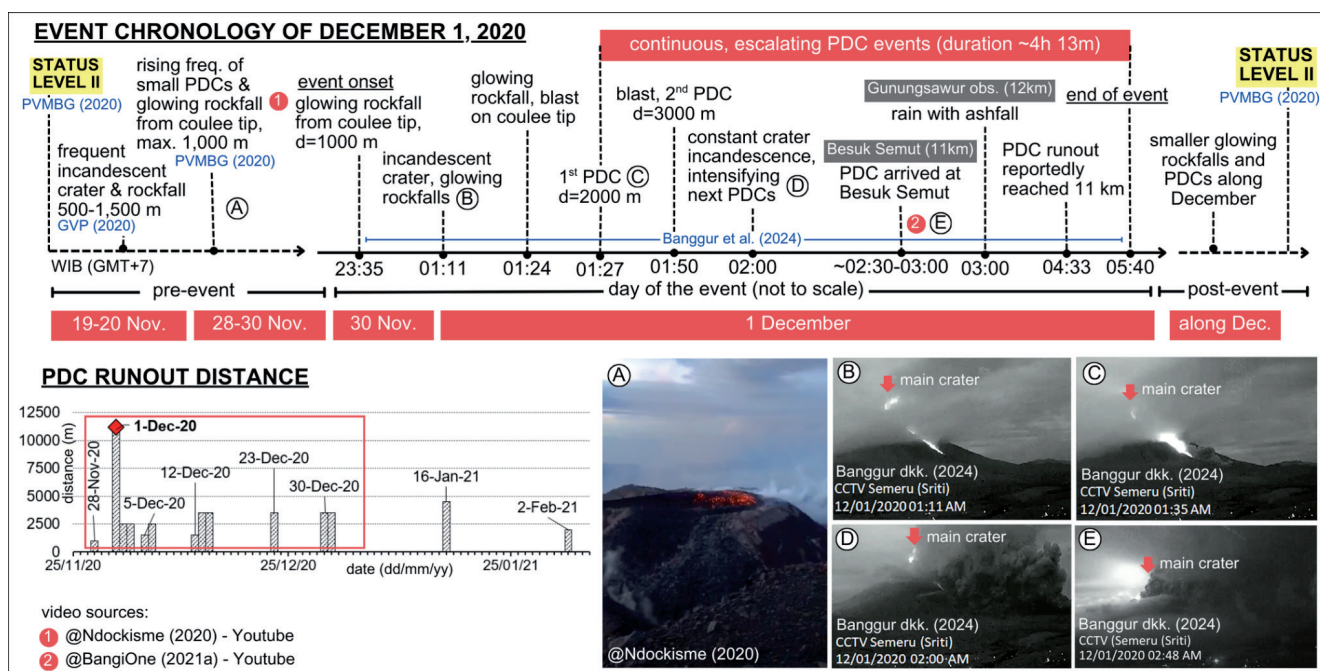 EVENT CHRONOLOGY OF DECEMBER 1, 2020
continuous, escalating PDC events (duration ~4h 13m)
STATUS
LEVEL II
PVMBG (2020)
frequent
incandescent
crater & rockfall
500-1,500 m
GVP (2020)
rising freq. of
small PDCs &
glowing rockfall
from coulee tip,
max. 1,000 m
PVMBG (2020)
A
1
event onset
glowing rockfall
from coulee tip,
d=1000 m
incandescent
crater, glowing
rockfalls B
glowing
rockfall, blast
on coulee tip
1st PDC C
d=2000 m
blast, 2nd PDC
d=3000 m
constant crater
incandescence,
intensifying
next PDCs D
Besuk Semut (11km)
PDC arrived at
Besuk Semut
2 E
Gunungsawur obs. (12km)
rain with ashfall
PDC runout
reportedly
reached 11 km
end of event
smaller glowing
rockfalls and
PDCs along
December
STATUS
LEVEL II
PVMBG (2020)
Banggur et al. (2024)
WIB (GMT+7)
23:35
01:11
01:24
01:27
01:50
02:00
~02:30-03:00
03:00
04:33
05:40
pre-event
day of the event (not to scale)
post-event
19-20 Nov.
28-30 Nov.
30 Nov.
1 December
along Dec.
PDC RUNOUT DISTANCE
distance (m)
12500
10000
7500
5000
2500
0
28-Nov-20
1-Dec-20
5-Dec-20
12-Dec-20
23-Dec-20
30-Dec-20
16-Jan-21
2-Feb-21
25/11/20
25/12/20
25/01/21
date (dd/mm/yy)
video sources:
1 @Ndockisme (2020) - Youtube
2 @BangiOne (2021a) - Youtube
A
@Ndockisme (2020)
B
main crater
Banggur dkk. (2024)
CCTV Semeru (Sriti)
12/01/2020 01:11 AM
C
main crater
Banggur dkk. (2024)
CCTV Semeru (Sriti)
12/01/2020 01:35 AM
D
main crater
Banggur dkk. (2024)
CCTV Semeru (Sriti)
12/01/2020 02:00 AM
E
main crater
Banggur dkk. (2024)
CCTV (Semeru (Sriti)
12/01/2020 02:48 AM